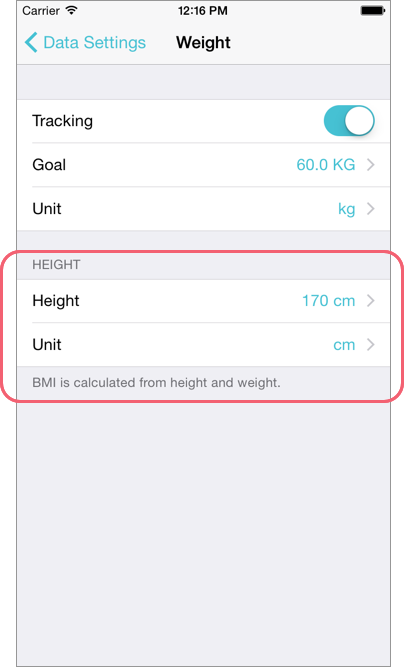 Carrier 12:16 PM
Data Settings Weight
Tracking
Goal 60.0 KG
Unit kg
HEIGHT
Height 170 cm
Unit cm
BMI is calculated from height and weight.